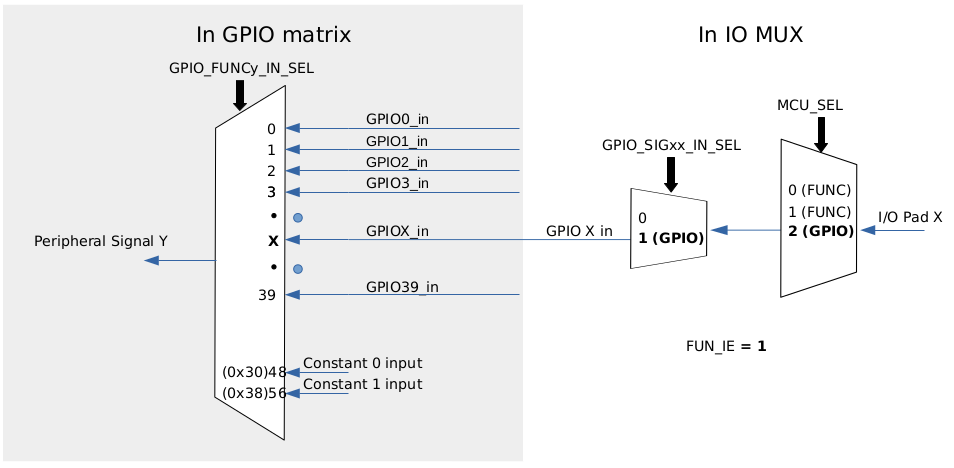 In GPIO matrix
In IO MUX
GPIO_FUNCy_IN_SEL
MCU_SEL
GPIO0_in
0
GPIO1_in
1
GPIO_SIGxx_IN_SEL
GPIO2_in
2
GPIO3_in
3
0 (FUNC)
1 (FUNC)
2 (GPIO)
I/O Pad X
0
1 (GPIO)
GPIO X in
GPIOX_in
X
Peripheral Signal Y
GPIO39_in
39
FUN_IE = 1
Constant 0 input
(0x30)48
Constant 1 input
(0x38)56